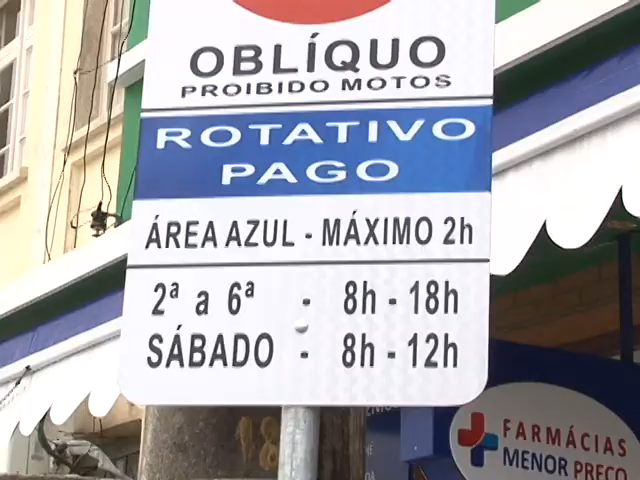 OBLÍQUO
PROIBIDO MOTOS
ROTATIVO
PAGO
ÁREA AZUL - MÁXIMO 2h
2ª a 6ª - 8h - 18h
SÁBADO - 8h - 12h
18
FARMÁCIAS
MENOR PREÇO